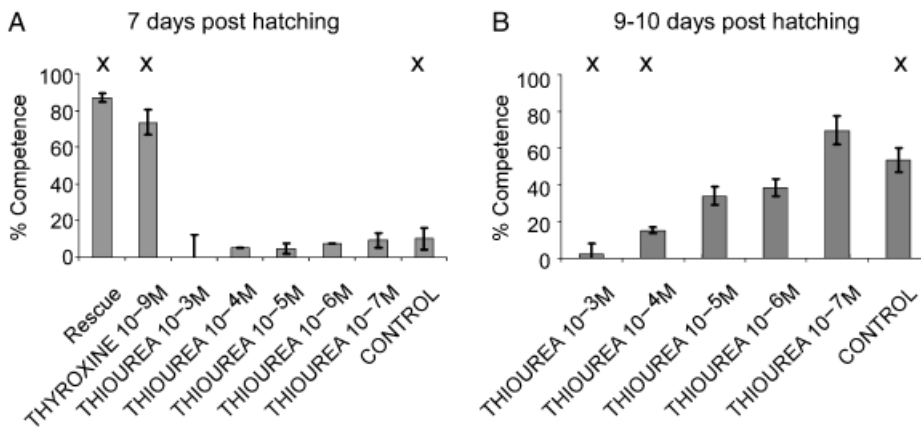 A
7 days post hatching
X X X
% Competence
100
80
60
40
20
0
Rescue
THYROXINE 10−9M
THIOUREA 10−3M
THIOUREA 10−4M
THIOUREA 10−5M
THIOUREA 10−6M
THIOUREA 10−7M
CONTROL
B
9-10 days post hatching
X X X
% Competence
100
80
60
40
20
0
THIOUREA 10−3M
THIOUREA 10−4M
THIOUREA 10−5M
THIOUREA 10−6M
THIOUREA 10−7M
CONTROL